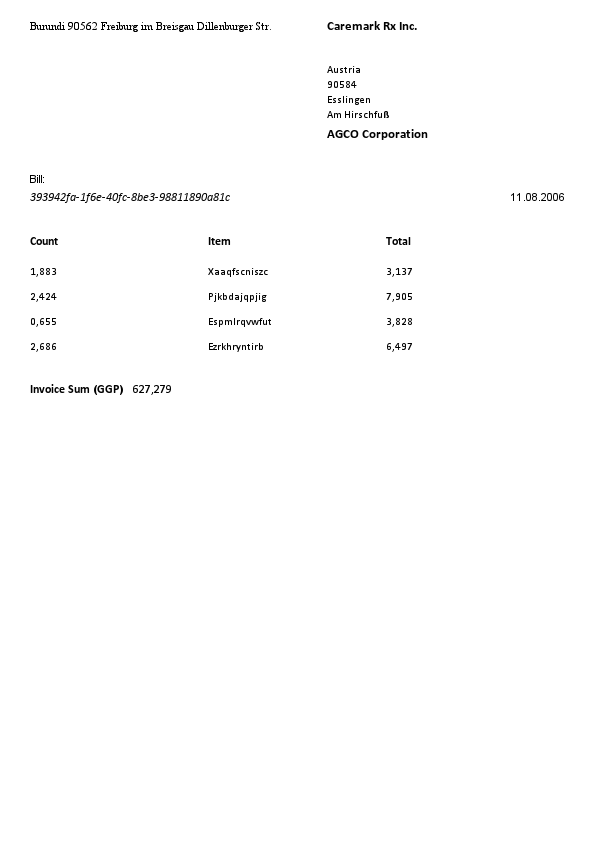 Burundi 90562 Freiburg im Breisgau Dillenburger Str.
Caremark Rx Inc.
Austria
90584
Esslingen
Am Hirschfuß
AGCO Corporation
Bill:
393942fa-1f6e-40fc-8be3-98811890a81c 11.08.2006
Count Item Total
1,883 Xaaqfscniszc 3,137
2,424 Pjkbdajqpjig 7,905
0,655 Espmlrqvwfut 3,828
2,686 Ezrkhryntirb 6,497
Invoice Sum (GGP) 627,279